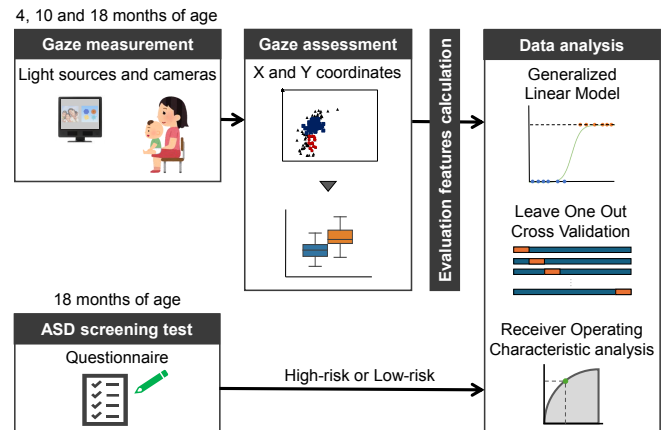 4, 10 and 18 months of age
Gaze measurement
Light sources and cameras
Gaze assessment
X and Y coordinates
Evaluation features calculation
Data analysis
Generalized
Linear Model
Leave One Out
Cross Validation
Receiver Operating
Characteristic analysis
18 months of age
ASD screening test
Questionnaire
High-risk or Low-risk